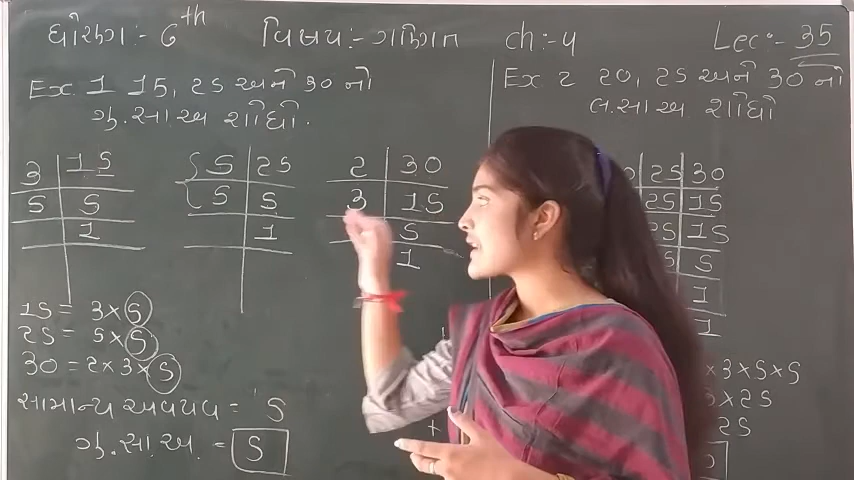 ધોરણ:- 6th વિષય:- ગણિત ch:- 4 Lec:- 35
Ex. 1 15, 25 અને 30 નો
ગુ.સા.અ શોધો.
3 | 15
5 | 5
1
5 | 25
5 | 5
1
2 | 30
3 | 15
5
1
15 = 3 × 5
25 = 5 × 5
30 = 2 × 3 × 5
સામાન્ય અવયવ = 5
ગુ.સા.અ. = 5
Ex 2 20, 25 અને 30 નો
લ.સા.અ શોધો
25 | 30
25 | 15
15
5 | 5
1
1
× 3 × 5 × 5
× 25
25